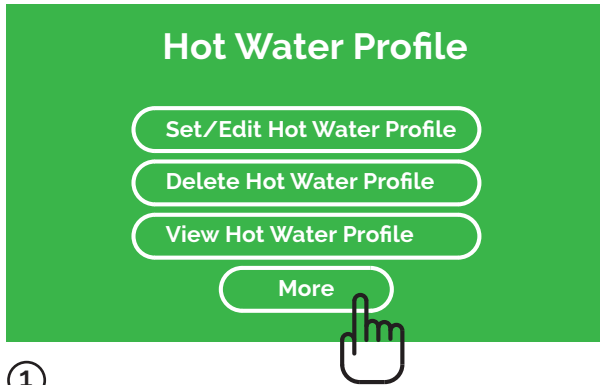 Hot Water Profile
Set/Edit Hot Water Profile
Delete Hot Water Profile
View Hot Water Profile
More
1